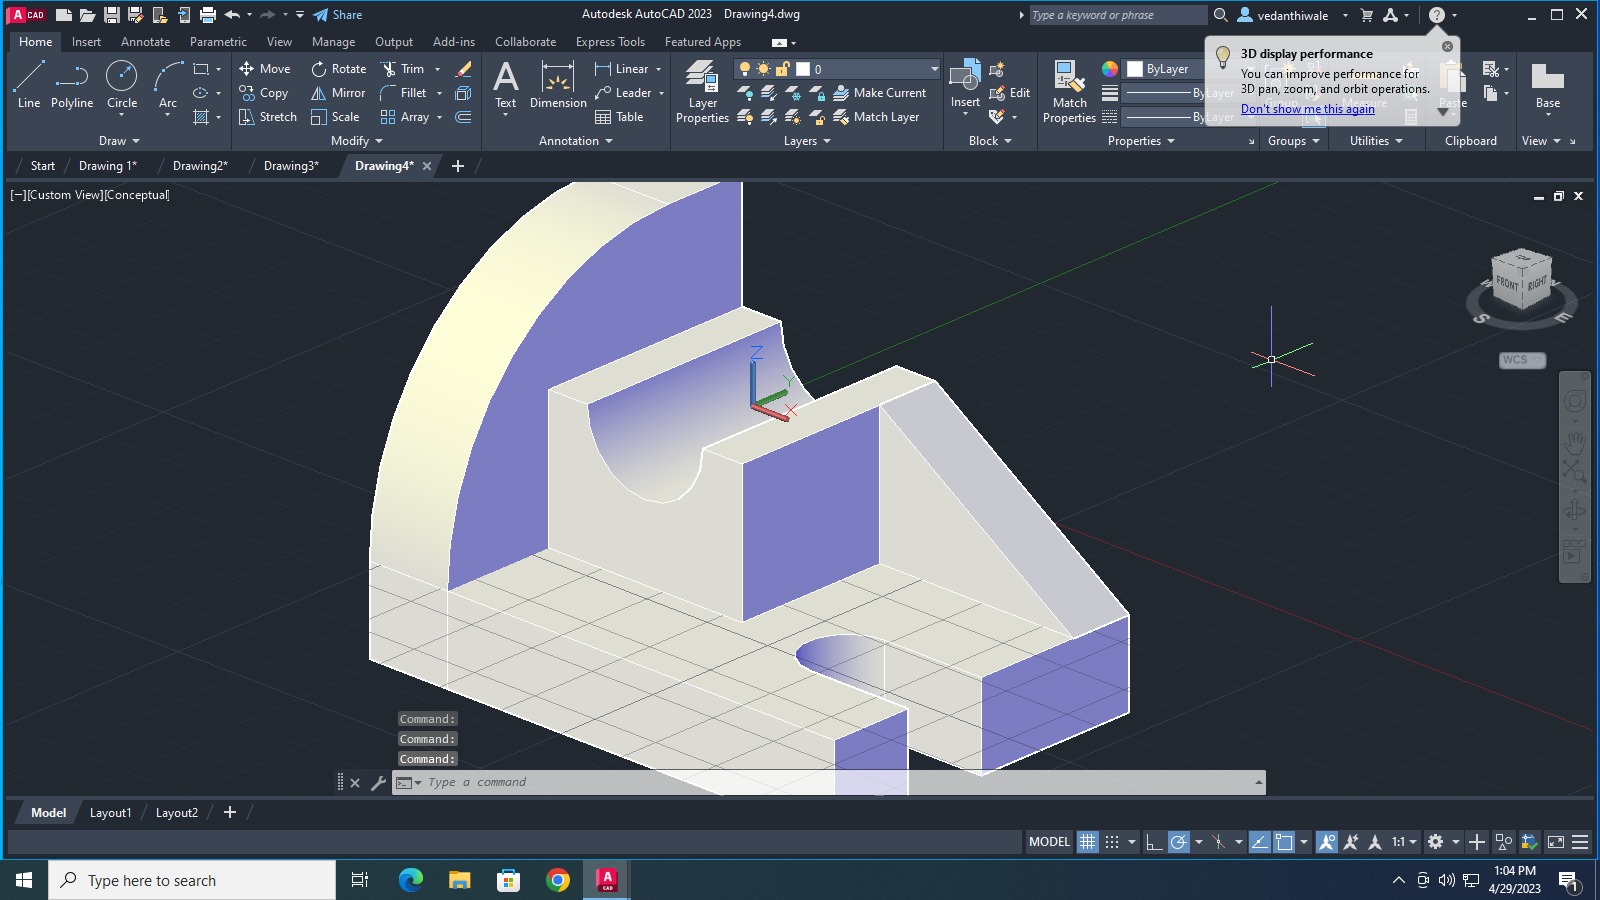 A CAD Share Autodesk AutoCAD 2023 Drawing4.dwg Type a keyword or phrase vedanthiwale
Home Insert Annotate Parametric View Manage Output Add-ins Collaborate Express Tools Featured Apps
3D display performance
You can improve performance for
3D pan, zoom, and orbit operations.
Don't show me this again
Line Polyline Circle Arc
Move Rotate Trim
Copy Mirror Fillet
Stretch Scale Array
Text Dimension
Linear
Leader
Table
Layer
Properties
0
Make Current
Match Layer
Insert
Edit
Match
Properties
ByLayer
Paste
Base
Draw Modify Annotation Layers Block Properties Groups Utilities Clipboard View
Start Drawing 1* Drawing2* Drawing3* Drawing4*
[−][Custom View][Conceptual]
FRONT RIGHT
S E
WCS
Z
Y
X
Command:
Command:
Command:
Type a command
Model Layout1 Layout2
MODEL 1:1
Type here to search
A CAD
1:04 PM
4/29/2023
1